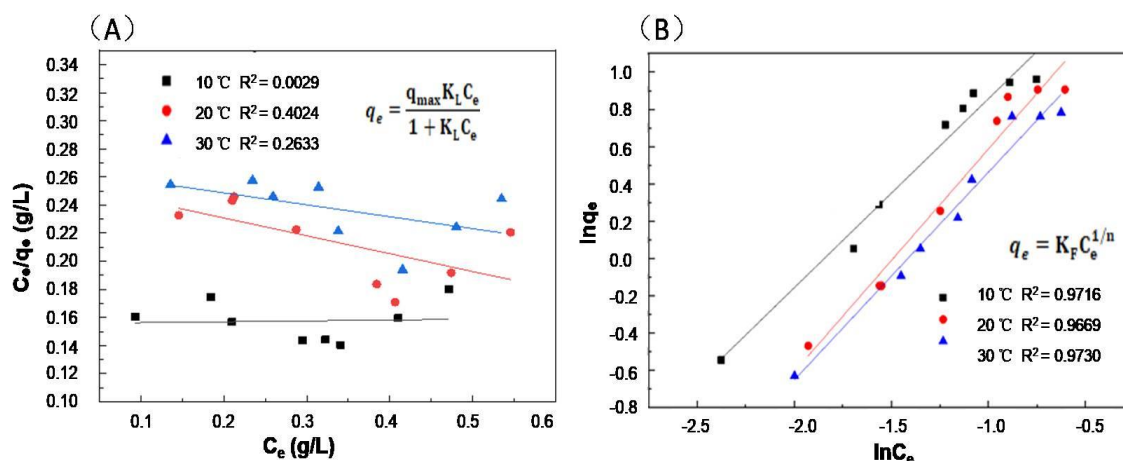 (A)
0.34
0.32
0.30
0.28
0.26
0.24
0.22
0.20
0.18
0.16
0.14
0.12
0.10
Ce/qe (g/L)
10 ℃ R² = 0.0029
20 ℃ R² = 0.4024
30 ℃ R² = 0.2633
qe = qmaxKLCe / 1 + KLCe
0.1 0.2 0.3 0.4 0.5 0.6
Ce (g/L)
(B)
1.0
0.8
0.6
0.4
0.2
0.0
-0.2
-0.4
-0.6
-0.8
lnqe
qe = KFCe^1/n
10 ℃ R² = 0.9716
20 ℃ R² = 0.9669
30 ℃ R² = 0.9730
-2.5 -2.0 -1.5 -1.0 -0.5
lnCe